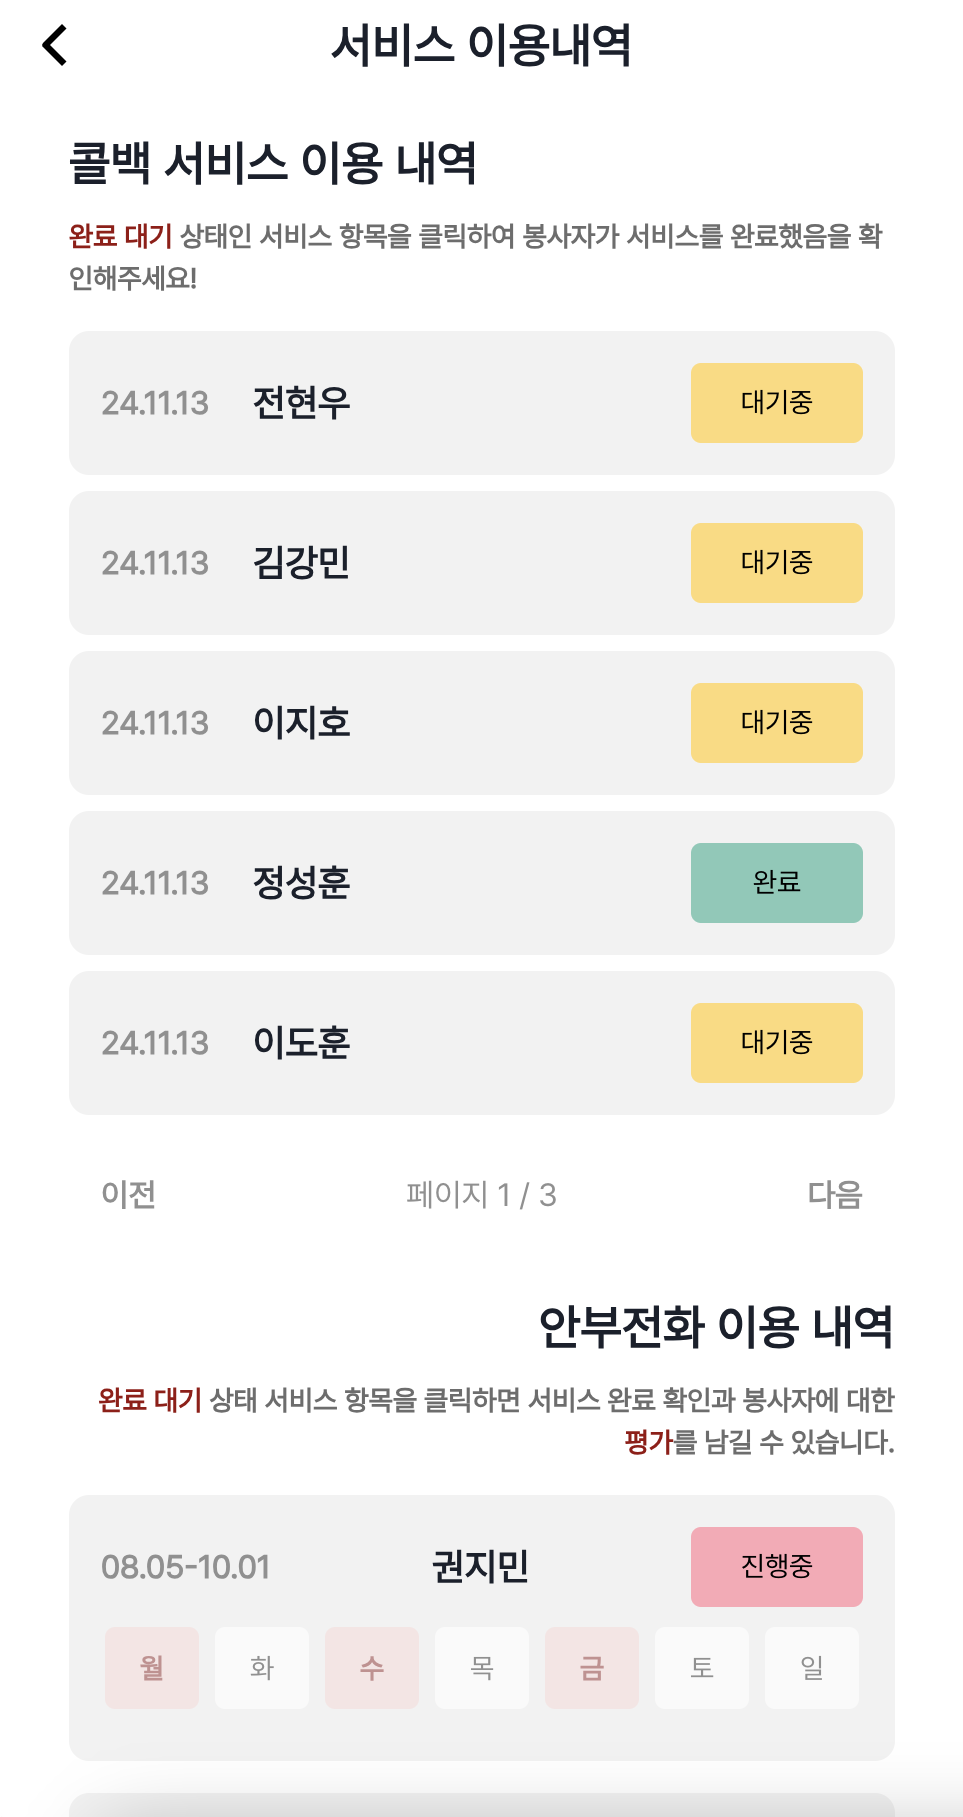 서비스 이용내역
콜백 서비스 이용 내역
완료 대기 상태인 서비스 항목을 클릭하여 봉사자가 서비스를 완료했음을 확
인해주세요!
24.11.13 전현우 대기중
24.11.13 김강민 대기중
24.11.13 이지호 대기중
24.11.13 정성훈 완료
24.11.13 이도훈 대기중
이전 페이지 1 / 3 다음
안부전화 이용 내역
완료 대기 상태 서비스 항목을 클릭하면 서비스 완료 확인과 봉사자에 대한
평가를 남길 수 있습니다.
08.05-10.01 권지민 진행중
월 화 수 목 금 토 일